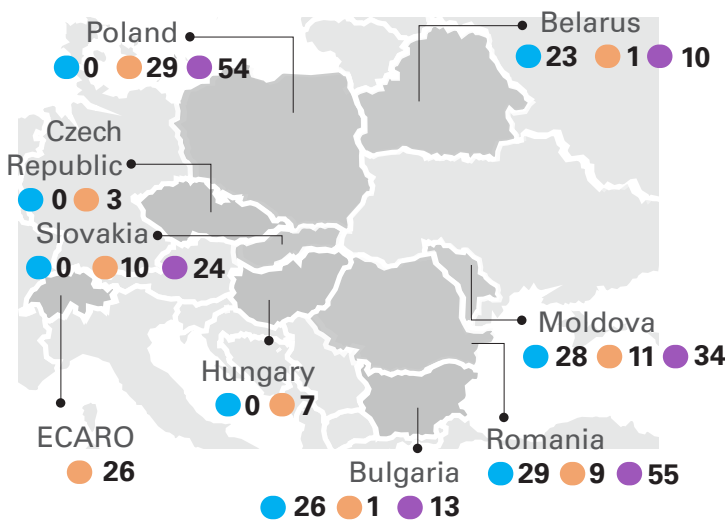 Poland
0 29 54
Belarus
23 1 10
Czech
Republic
0 3
Slovakia
0 10 24
Moldova
28 11 34
Hungary
0 7
ECARO
26
Romania
29 9 55
Bulgaria
26 1 13